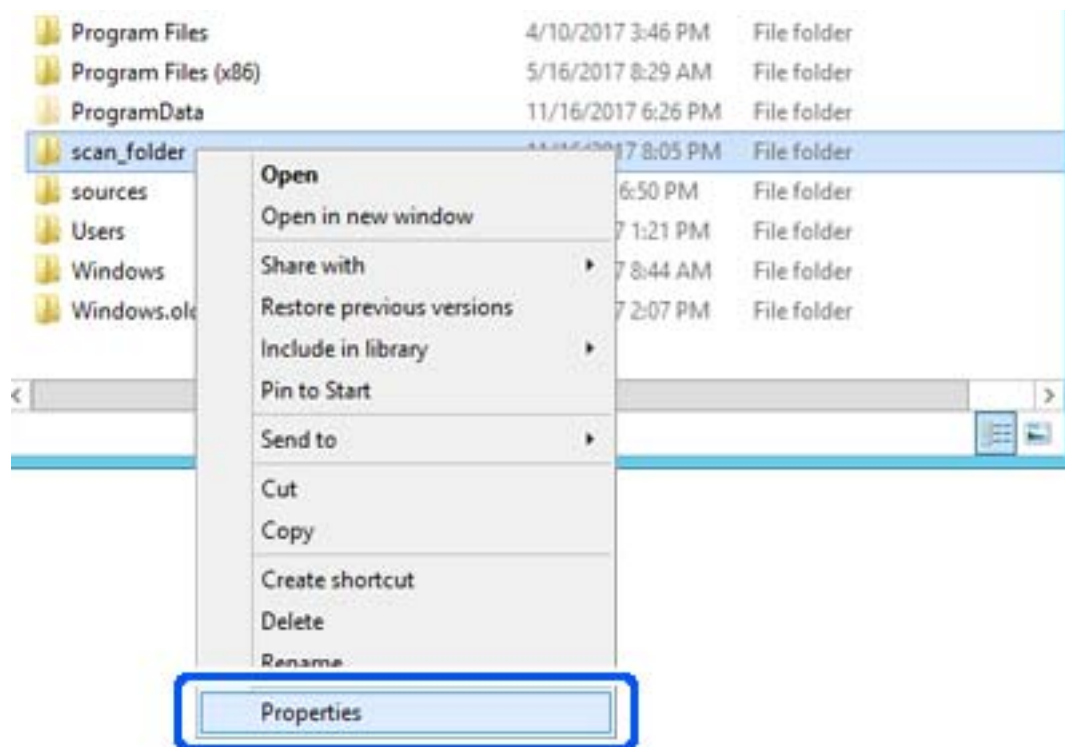 Program Files 4/10/2017 3:46 PM File folder
Program Files (x86) 5/16/2017 8:29 AM File folder
ProgramData 11/16/2017 6:26 PM File folder
scan_folder 17 8:05 PM File folder
Open
sources 6:50 PM File folder
Open in new window
Users 7 1:21 PM File folder
Windows 7 8:44 AM File folder
Share with
Windows.old 7 2:07 PM File folder
Restore previous versions
Include in library
Pin to Start
Send to
Cut
Copy
Create shortcut
Delete
Rename
Properties